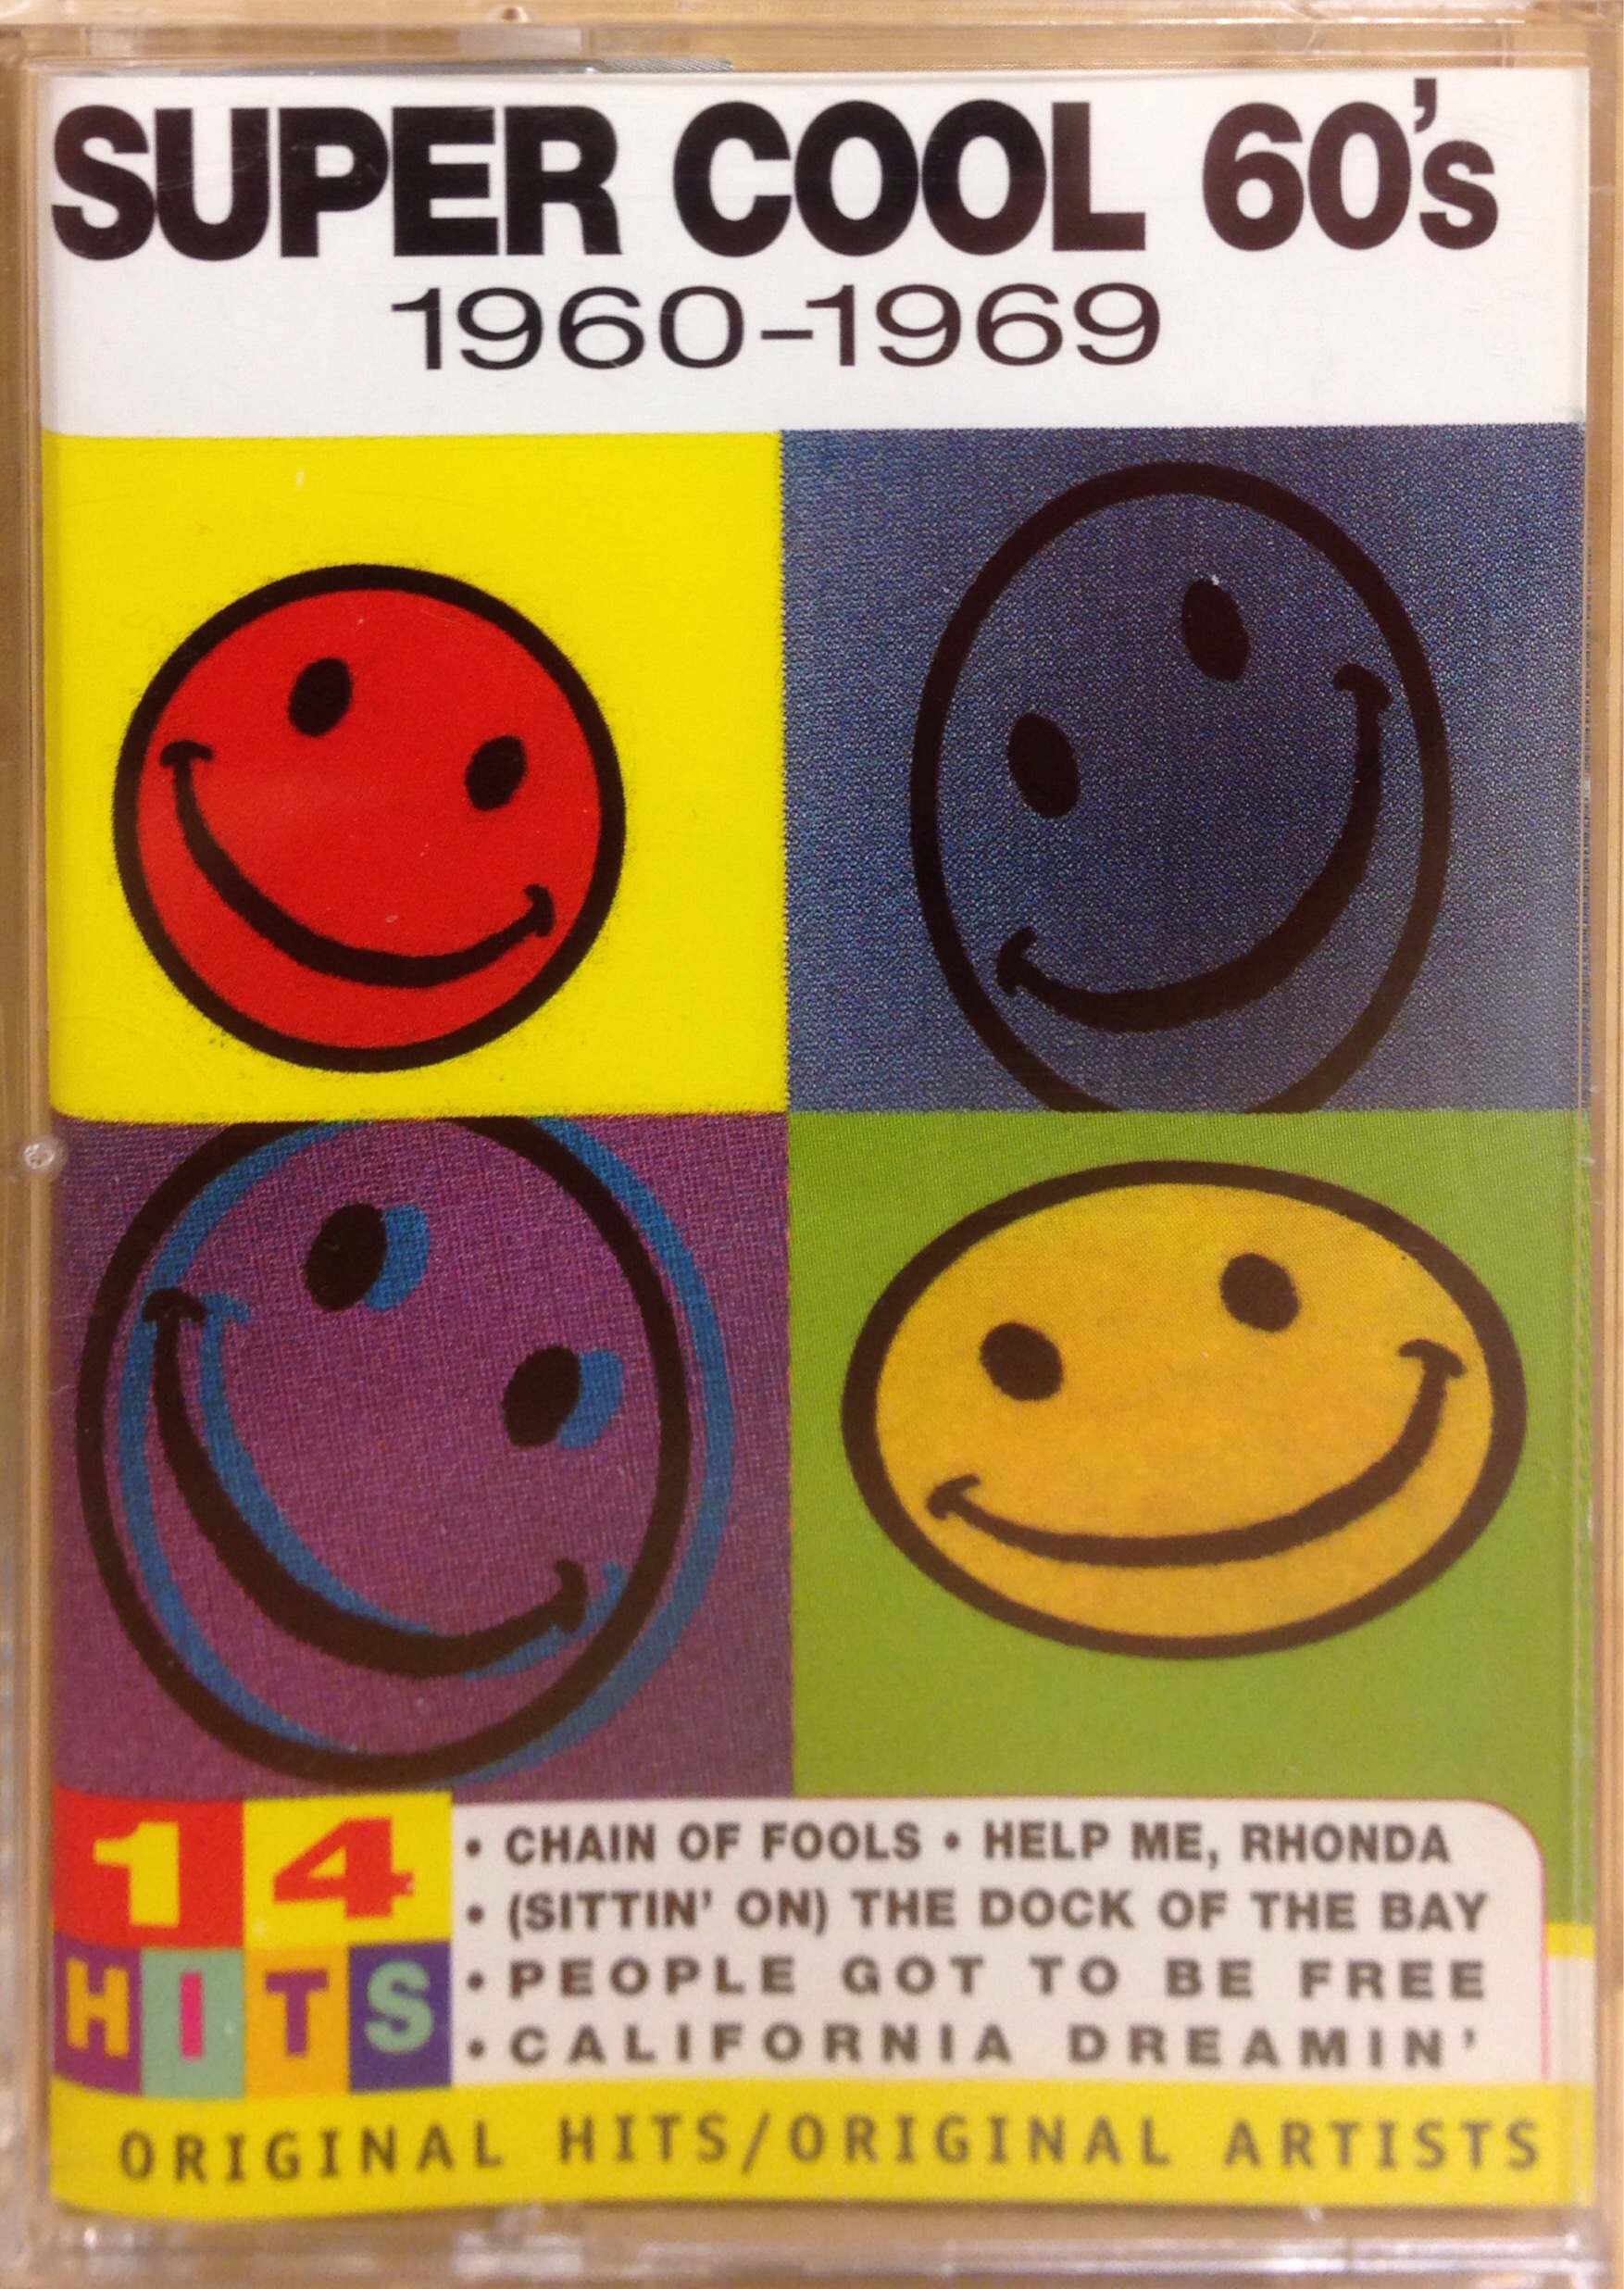 SUPER COOL 60's
1960-1969
14
HITS
• CHAIN OF FOOLS • HELP ME, RHONDA
• (SITTIN' ON) THE DOCK OF THE BAY
• PEOPLE GOT TO BE FREE
• CALIFORNIA DREAMIN'
ORIGINAL HITS/ORIGINAL ARTISTS